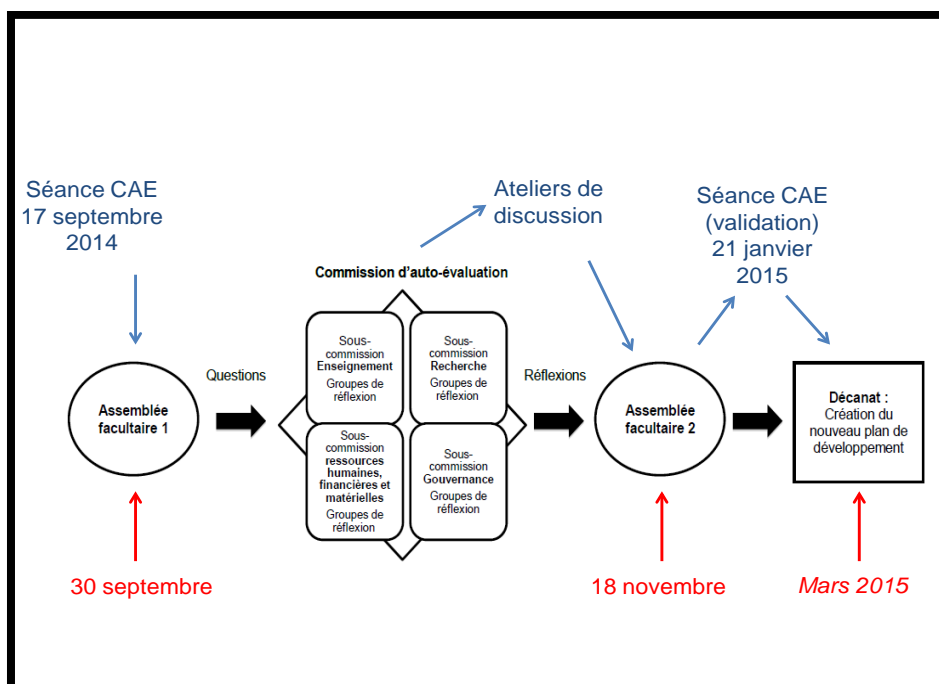 Séance CAE
17 septembre
2014
Ateliers de
discussion
Séance CAE
(validation)
21 janvier
2015
Commission d'auto-évaluation
Assemblée
facultaire 1
Questions
Sous-
commission
Enseignement
Groupes de
réflexion
Sous-
commission
Recherche
Groupes de
réflexion
Sous-
commission
ressources
humaines,
financières et
matérielles
Groupes de
réflexion
Sous-
commission
Gouvernance
Groupes de
réflexion
Réflexions
Assemblée
facultaire 2
Décanat :
Création du
nouveau plan de
développement
30 septembre
18 novembre
Mars 2015